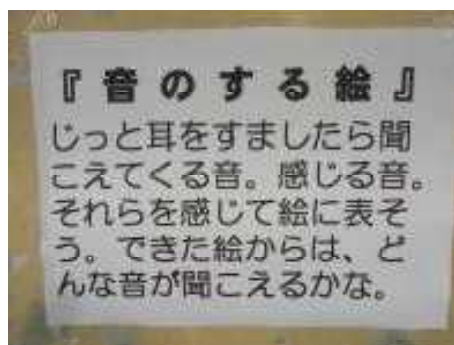 『音のする絵』
じっと耳をすましたら聞
こえてくる音。感じる音。
それらを感じて絵に表そ
う。できた絵からは、ど
んな音が聞こえるかな。